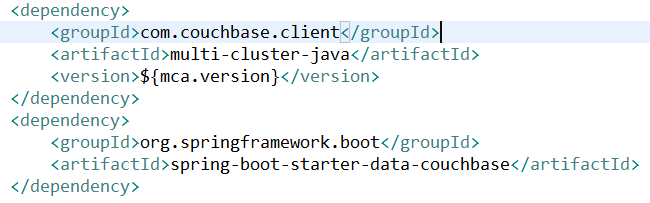 <dependency>
    <groupId>com.couchbase.client</groupId>
    <artifactId>multi-cluster-java</artifactId>
    <version>${mca.version}</version>
</dependency>
<dependency>
    <groupId>org.springframework.boot</groupId>
    <artifactId>spring-boot-starter-data-couchbase</artifactId>
</dependency>